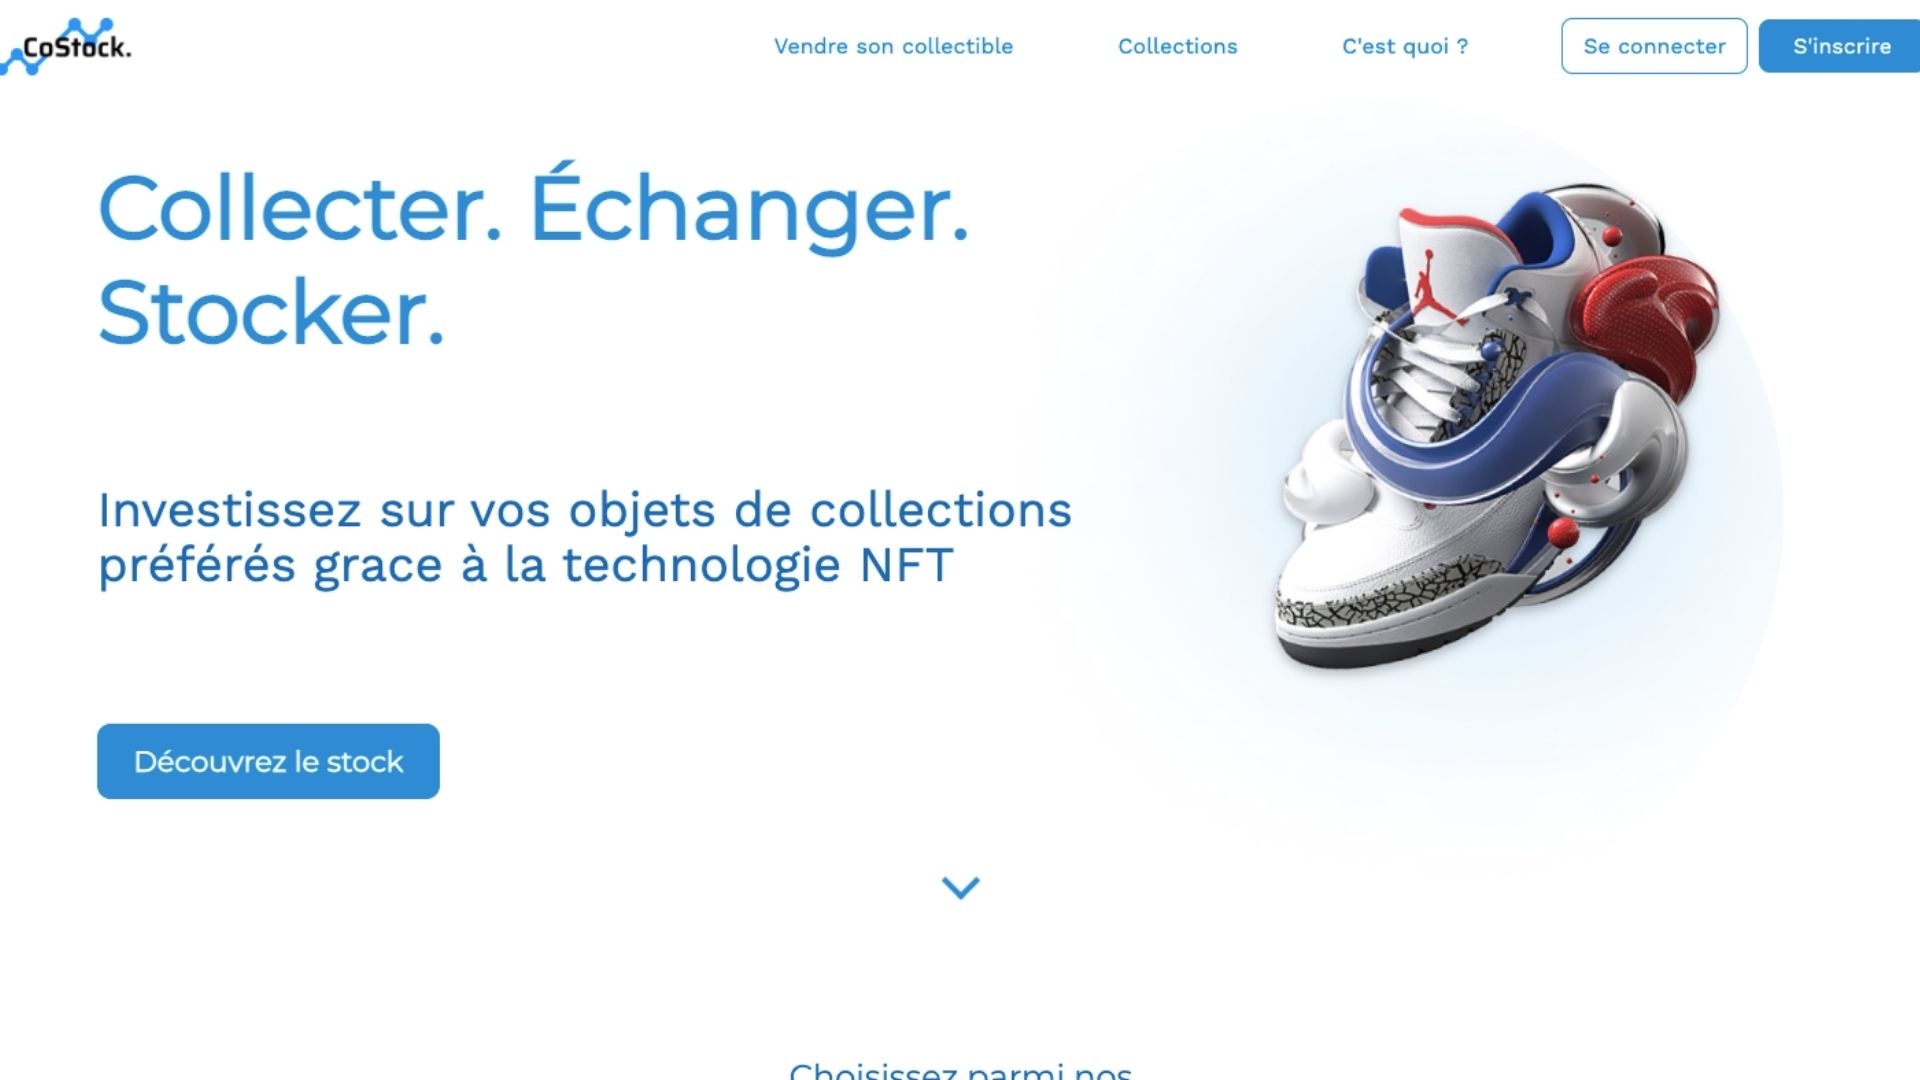 CoStock.
Vendre son collectible
Collections
C'est quoi ?
Se connecter
S'inscrire
Collecter. Échanger.
Stocker.
Investissez sur vos objets de collections
préférés grace à la technologie NFT
Découvrez le stock
Choisissez parmi nos